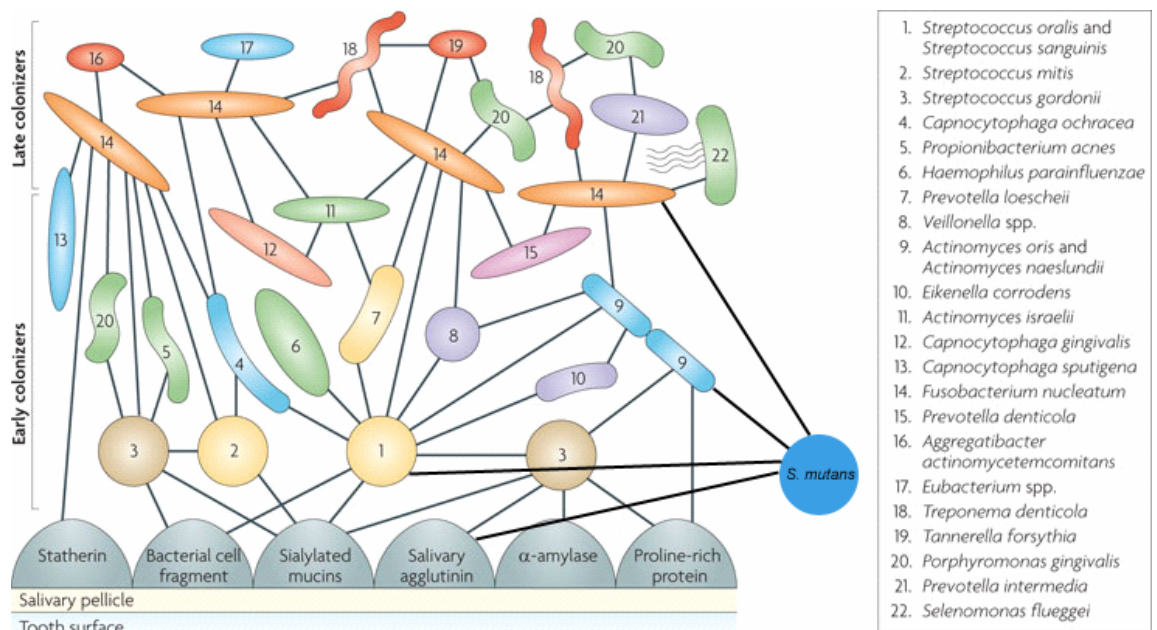 Late colonizers
Early colonizers
16
17
18
19
18
20
14
14
20
21
14
22
14
13
11
12
15
20
5
4
6
7
8
9
9
10
3
2
1
3
S. mutans
Statherin
Bacterial cell
fragment
Sialylated
mucins
Salivary
agglutinin
α-amylase
Proline-rich
protein
Salivary pellicle
Tooth surface
1. Streptococcus oralis and
Streptococcus sanguinis
2. Streptococcus mitis
3. Streptococcus gordonii
4. Capnocytophaga ochracea
5. Propionibacterium acnes
6. Haemophilus parainfluenzae
7. Prevotella loescheii
8. Veillonella spp.
9. Actinomyces oris and
Actinomyces naeslundii
10. Eikenella corrodens
11. Actinomyces israelii
12. Capnocytophaga gingivalis
13. Capnocytophaga sputigena
14. Fusobacterium nucleatum
15. Prevotella denticola
16. Aggregatibacter
actinomycetemcomitans
17. Eubacterium spp.
18. Treponema denticola
19. Tannerella forsythia
20. Porphyromonas gingivalis
21. Prevotella intermedia
22. Selenomonas flueggei